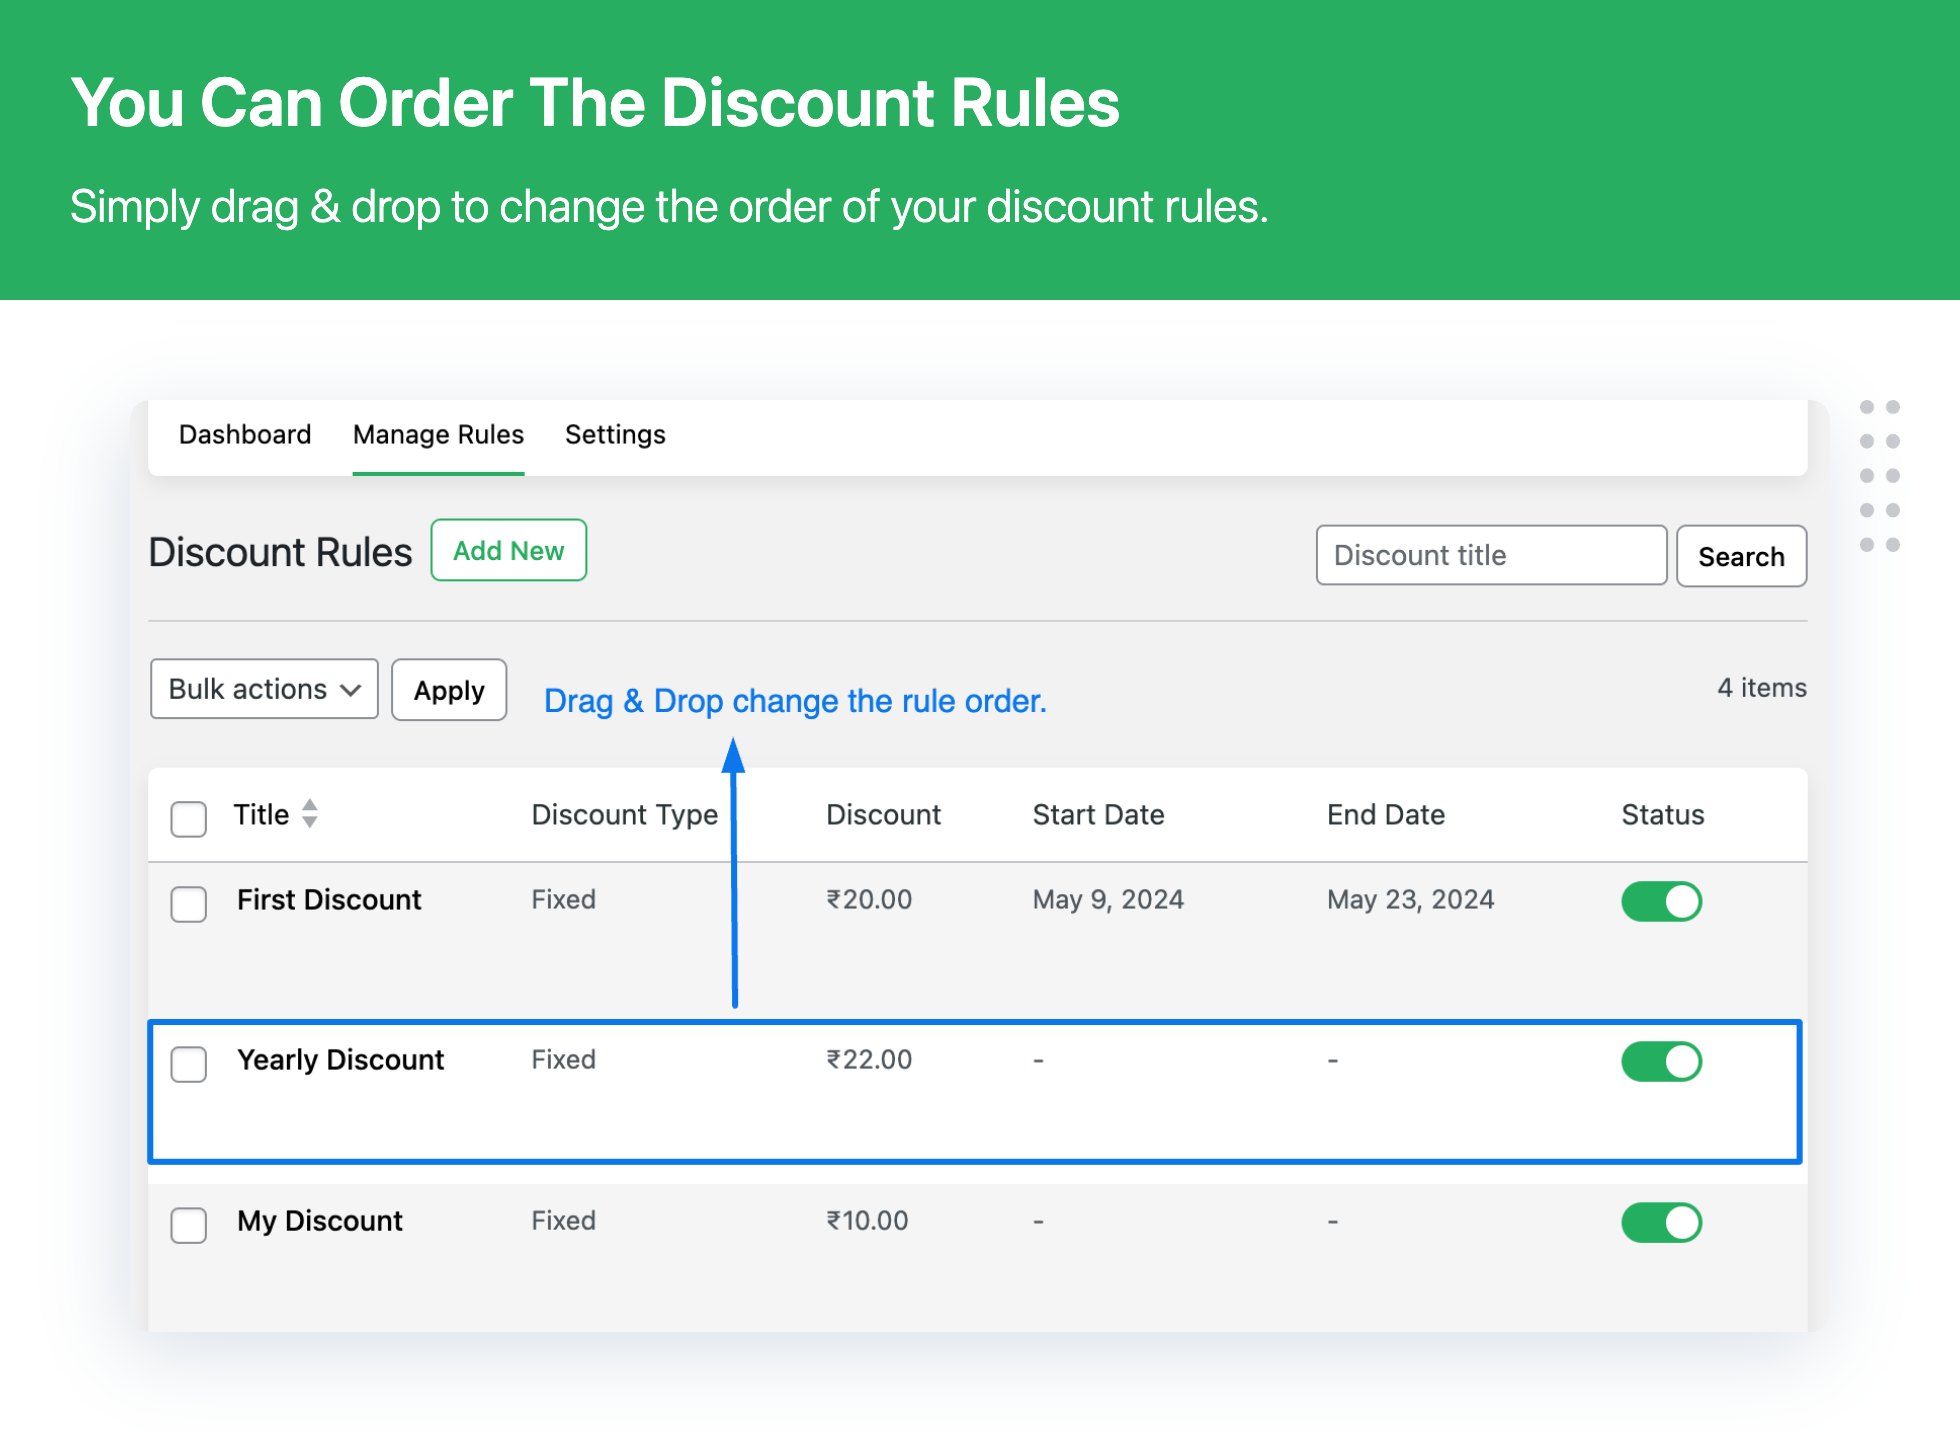 You Can Order The Discount Rules
Simply drag & drop to change the order of your discount rules.
Dashboard Manage Rules Settings
Discount Rules Add New Discount title Search
Bulk actions Apply Drag & Drop change the rule order. 4 items
Title Discount Type Discount Start Date End Date Status
First Discount Fixed ₹20.00 May 9, 2024 May 23, 2024
Yearly Discount Fixed ₹22.00 - -
My Discount Fixed ₹10.00 - -